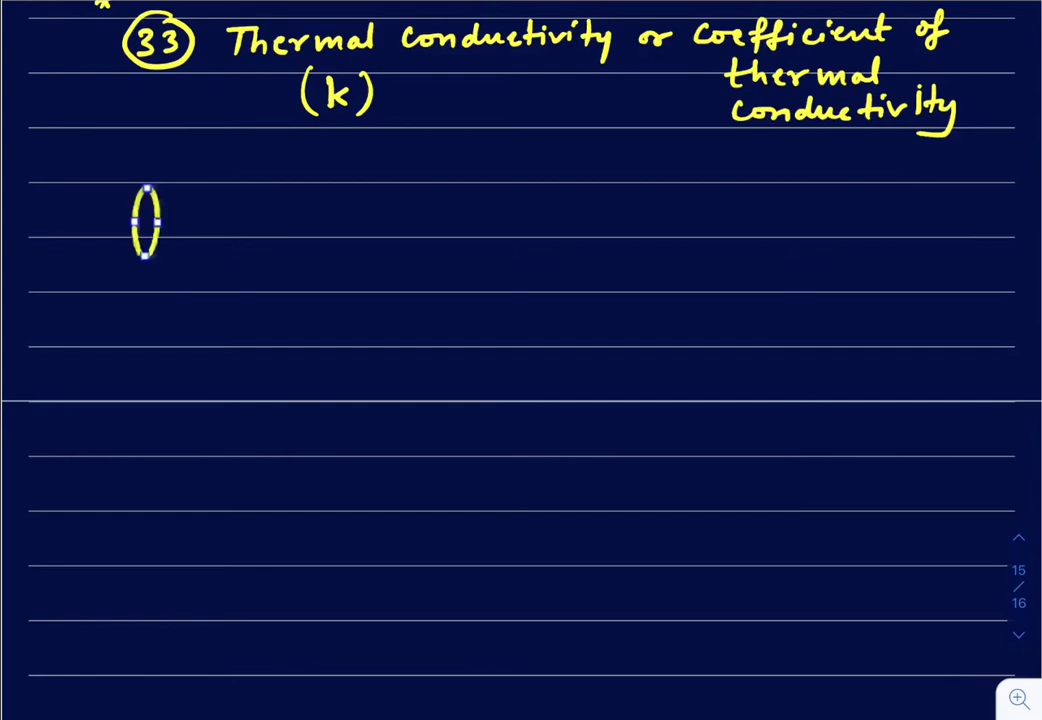 33 Thermal conductivity or coefficient of
thermal
(k)
conductivity
15
/
16